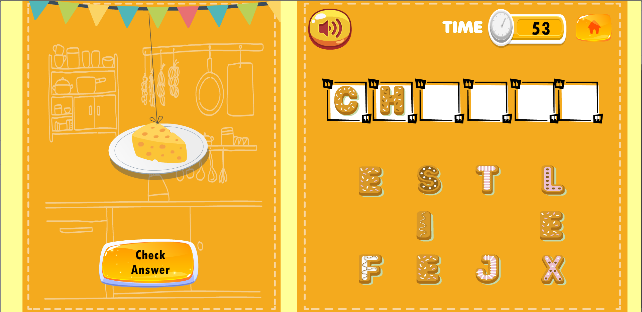 TIME 53
C H
E S T L
I E
F E J X
Check
Answer